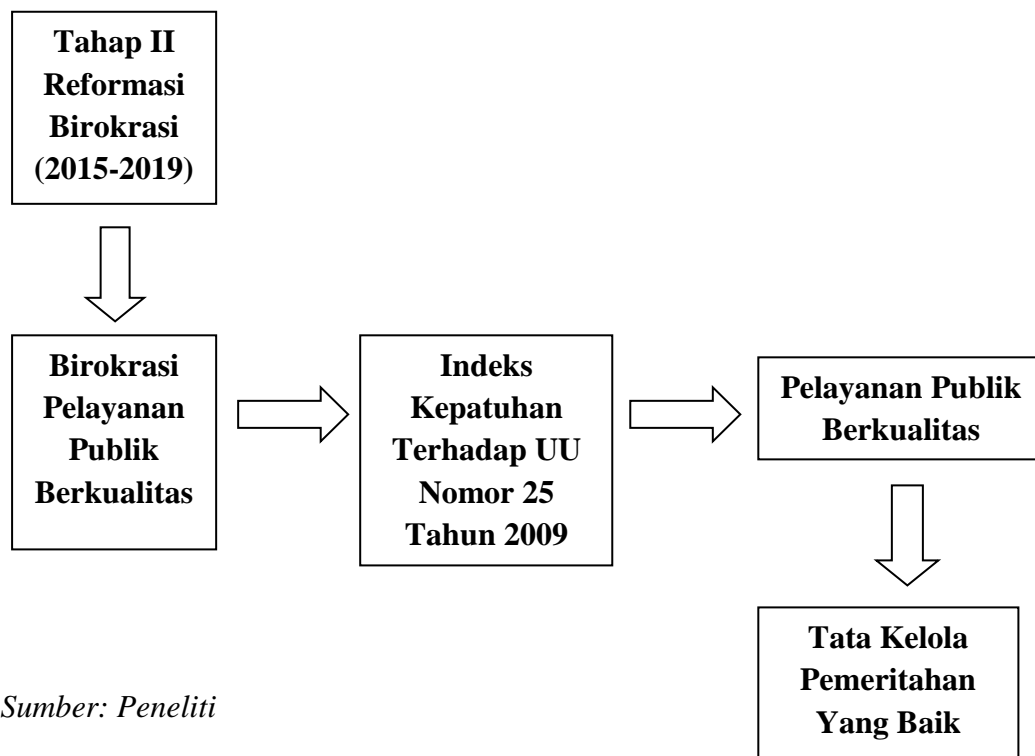 Tahap II
Reformasi
Birokrasi
(2015-2019)
Birokrasi
Pelayanan
Publik
Berkualitas
Indeks
Kepatuhan
Terhadap UU
Nomor 25
Tahun 2009
Pelayanan Publik
Berkualitas
Tata Kelola
Pemeritahan
Yang Baik
Sumber: Peneliti